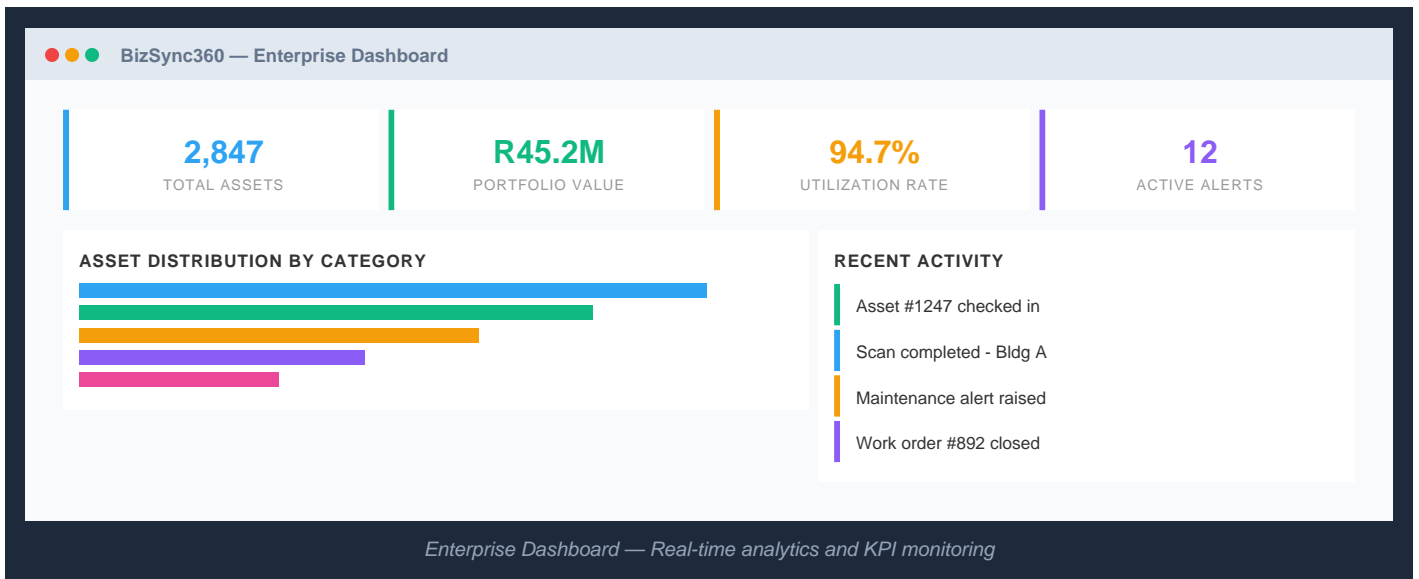 BizSync360 — Enterprise Dashboard
2,847
TOTAL ASSETS
R45.2M
PORTFOLIO VALUE
94.7%
UTILIZATION RATE
12
ACTIVE ALERTS
ASSET DISTRIBUTION BY CATEGORY
RECENT ACTIVITY
Asset #1247 checked in
Scan completed - Bldg A
Maintenance alert raised
Work order #892 closed
Enterprise Dashboard — Real-time analytics and KPI monitoring